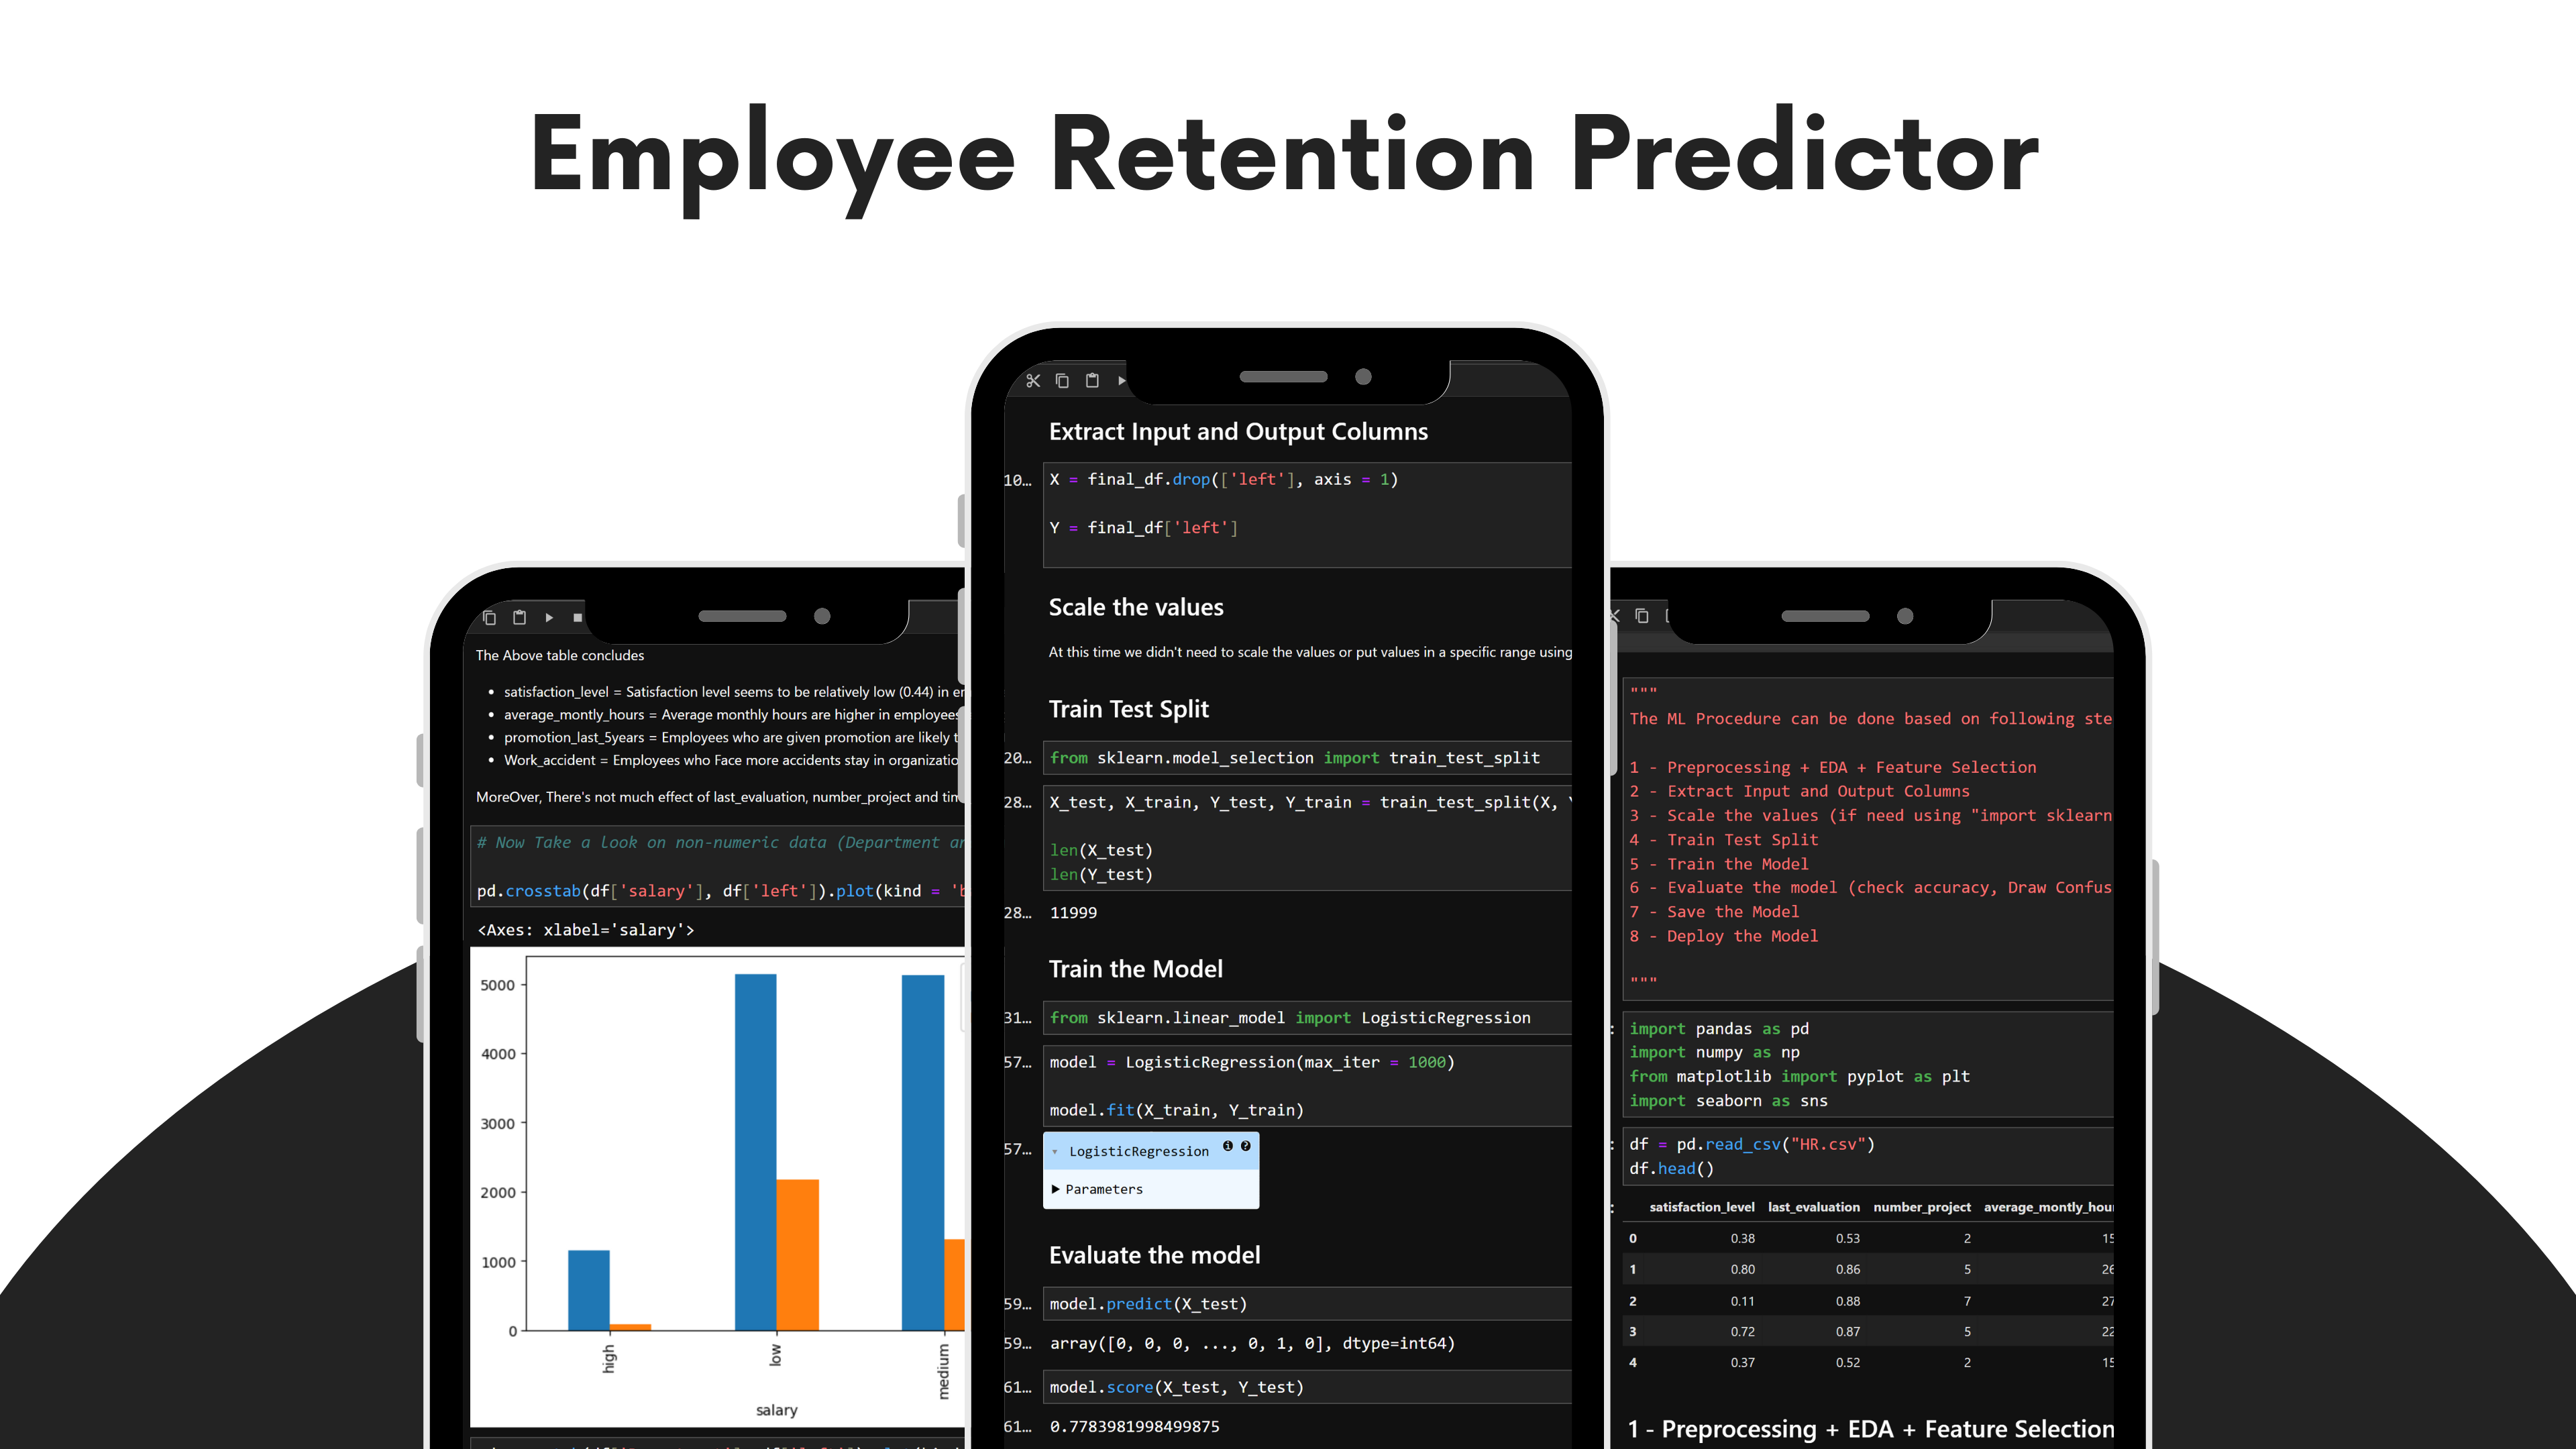 Employee Retention Predictor
The Above table concludes
satisfaction_level = Satisfaction level seems to be relatively low (0.44) in
average_montly_hours = Average monthly hours are higher in employees
promotion_last_5years = Employees who are given promotion are likely
Work_accident = Employees who Face more accidents stay in
MoreOver, There's not much effect of last_evaluation, number_project and
# Now Take a look on non-numeric data (Department
pd.crosstab(df['salary'], df['left']).plot(kind = '
<Axes: xlabel='salary'>
5000
4000
3000
2000
1000
0
high
low
medium
salary
Extract Input and Output Columns
10...
X = final_df.drop(['left'], axis = 1)
Y = final_df['left']
Scale the values
At this time we didn't need to scale the values or put values in a specific range using
Train Test Split
20...
from sklearn.model_selection import train_test_split
28...
X_test, X_train, Y_test, Y_train = train_test_split(X,
len(X_test)
len(Y_test)
28...
11999
Train the Model
31...
from sklearn.linear_model import LogisticRegression
57...
model = LogisticRegression(max_iter = 1000)
model.fit(X_train, Y_train)
57...
LogisticRegression
Parameters
Evaluate the model
59...
model.predict(X_test)
59...
array([0, 0, 0, ..., 0, 1, 0], dtype=int64)
61...
model.score(X_test, Y_test)
61...
0.7783981998499875
"""
The ML Procedure can be done based on following
1 - Preprocessing + EDA + Feature Selection
2 - Extract Input and Output Columns
3 - Scale the values (if need using "import sklearn
4 - Train Test Split
5 - Train the Model
6 - Evaluate the model (check accuracy, Draw
7 - Save the Model
8 - Deploy the Model
"""
import pandas as pd
import numpy as np
from matplotlib import pyplot as plt
import seaborn as sns
df = pd.read_csv("HR.csv")
df.head()
satisfaction_level last_evaluation number_project
0 0.38 0.53 2
1 0.80 0.86 5
2 0.11 0.88 7
3 0.72 0.87 5
4 0.37 0.52 2
1 - Preprocessing + EDA + Feature Selection